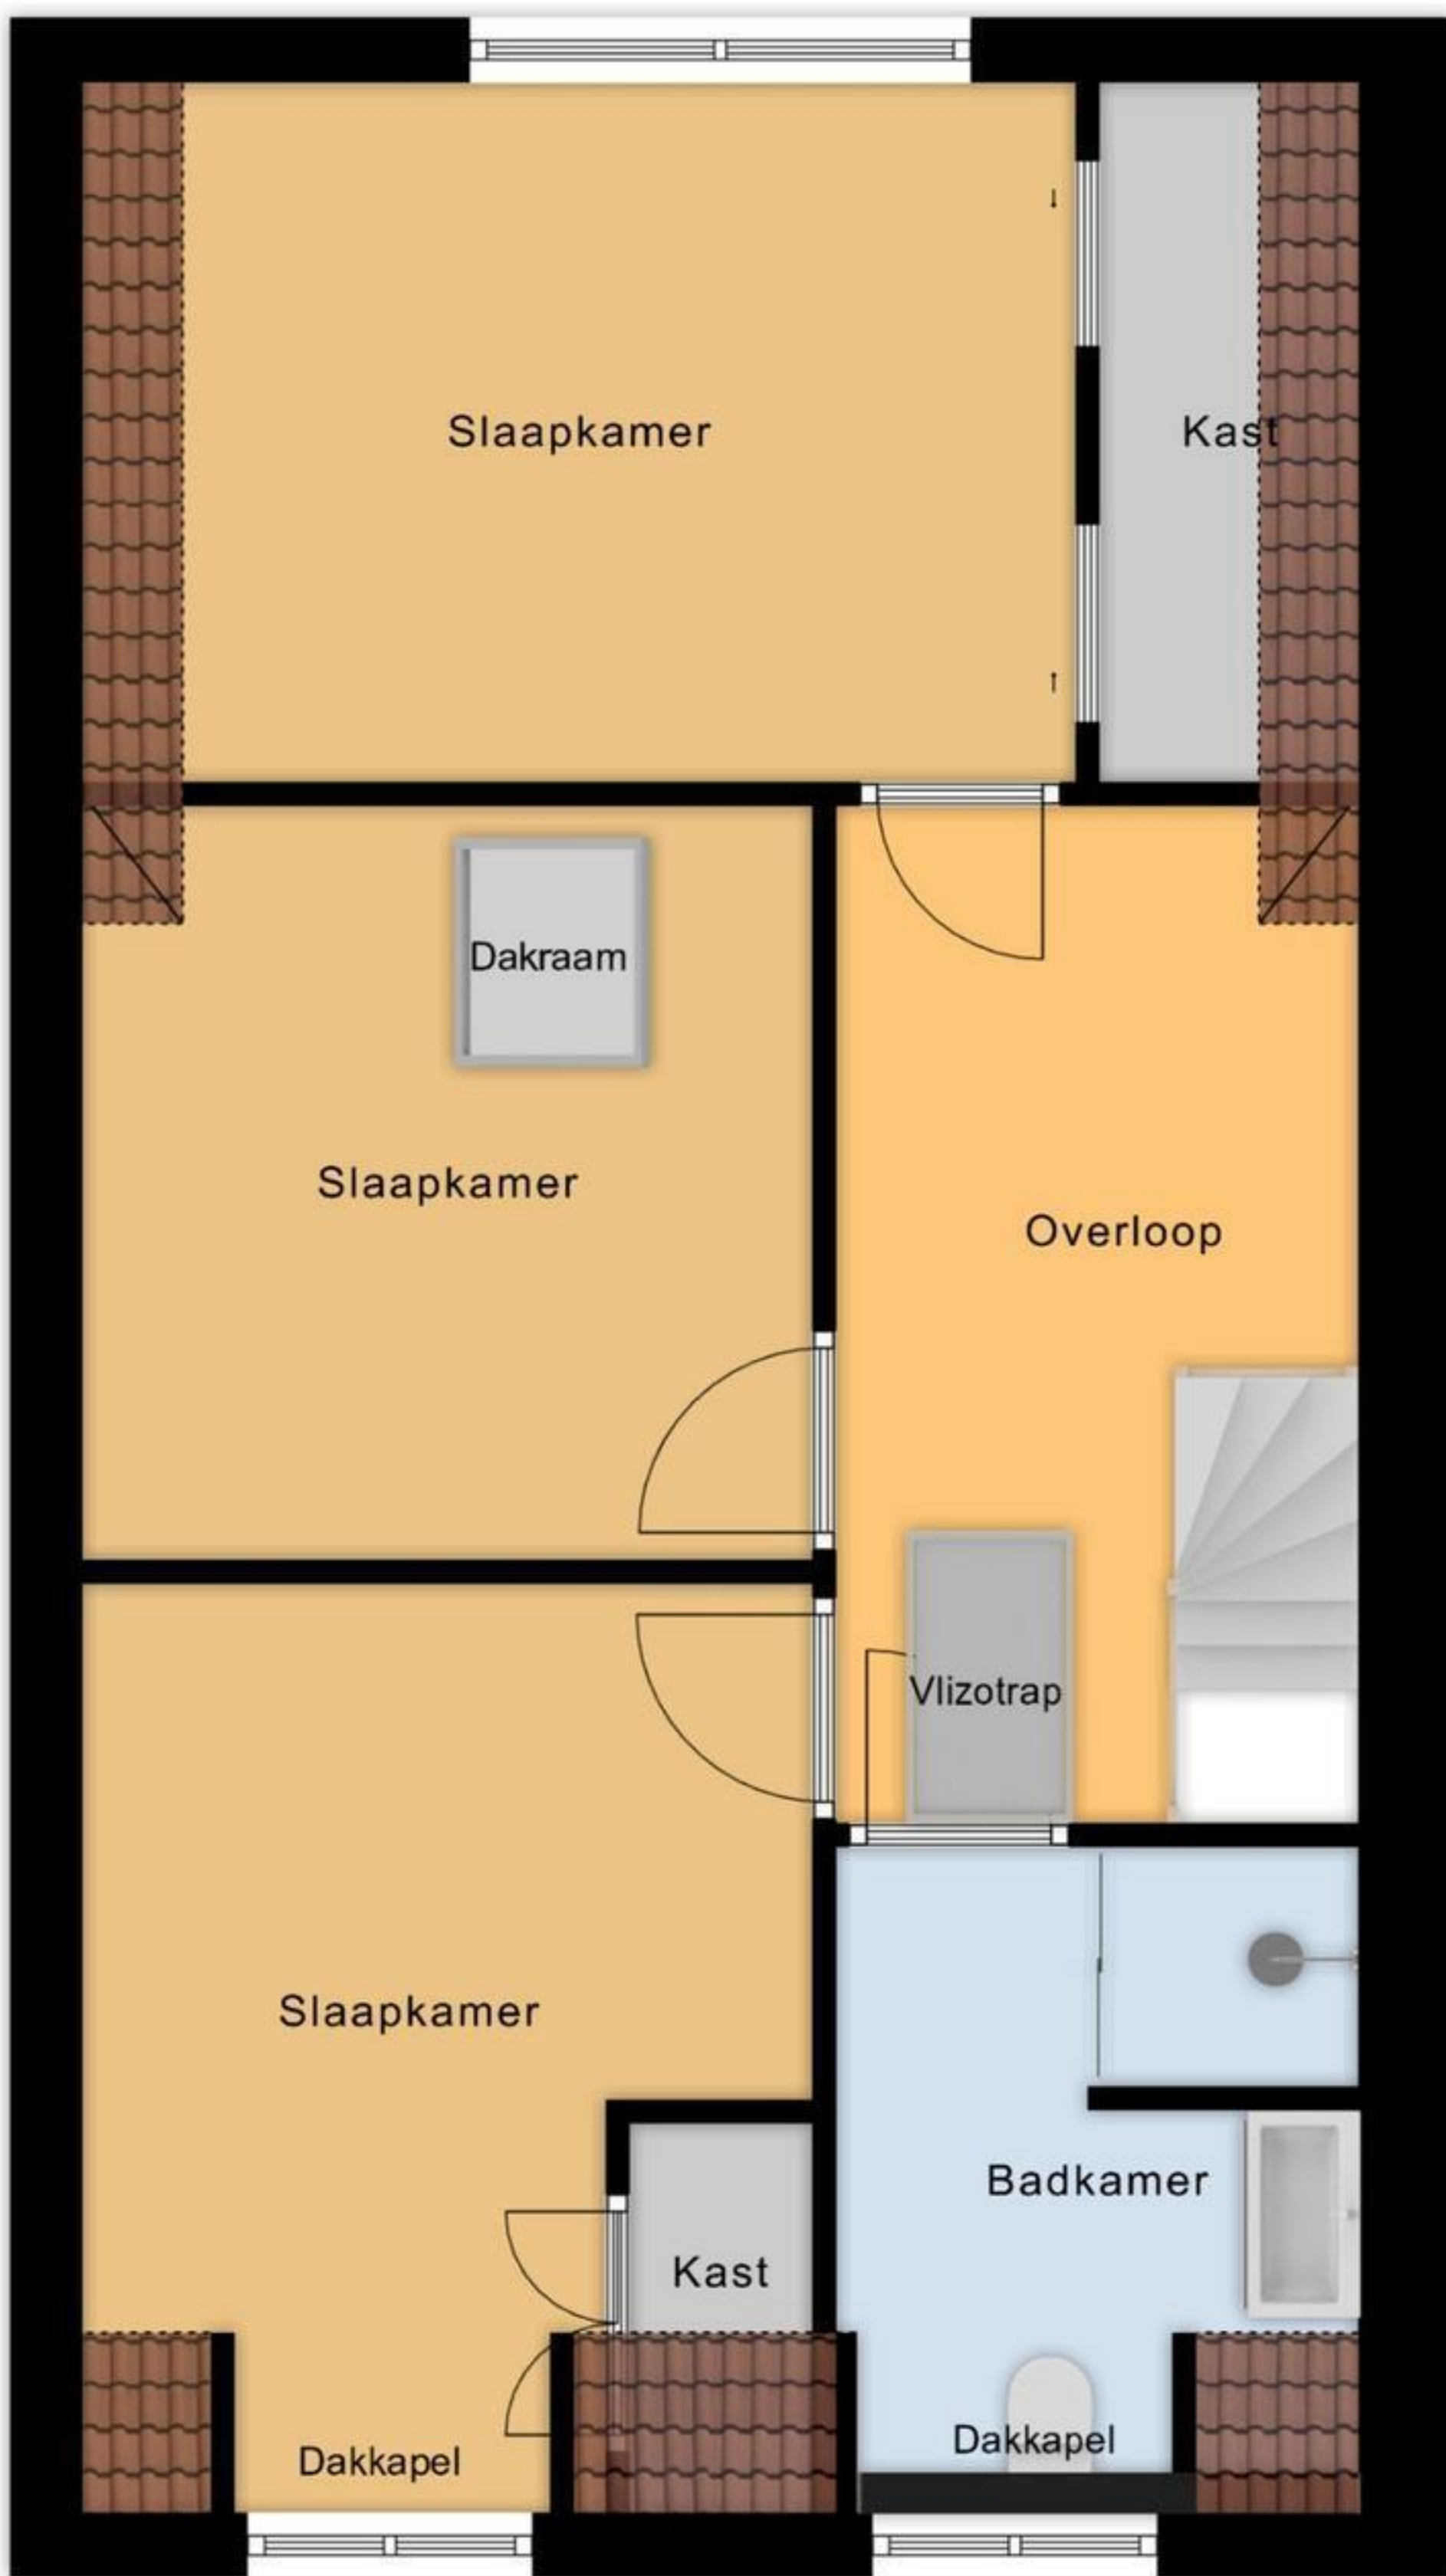 Slaapkamer
Kast
Dakraam
Slaapkamer
Overloop
Vlizotrap
Slaapkamer
Badkamer
Kast
Dakkapel
Dakkapel